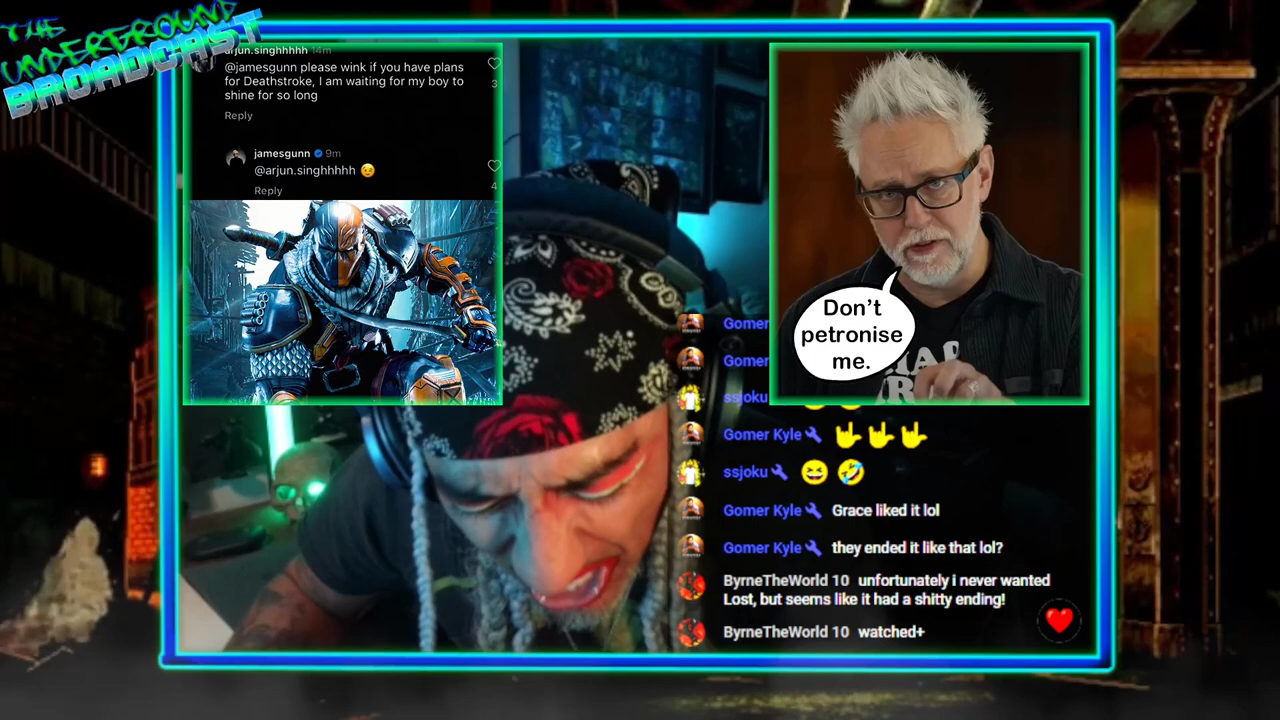 THE
UNDERGROUND
BROADCAST
arjun.singhhhhh 14m
@jamesgunn please wink if you have plans
for Deathstroke, I am waiting for my boy to
shine for so long
3
Reply
jamesgunn 9m
@arjun.singhhhhh 😉
4
Reply
Don't
petronise
me.
Gomer
Gomer
ssjoku
Gomer Kyle 🤟🤟🤟
ssjoku 😆 🤣
Gomer Kyle Grace liked it lol
Gomer Kyle they ended it like that lol?
ByrneTheWorld 10 unfortunately i never wanted
Lost, but seems like it had a shitty ending!
ByrneTheWorld 10 watched+